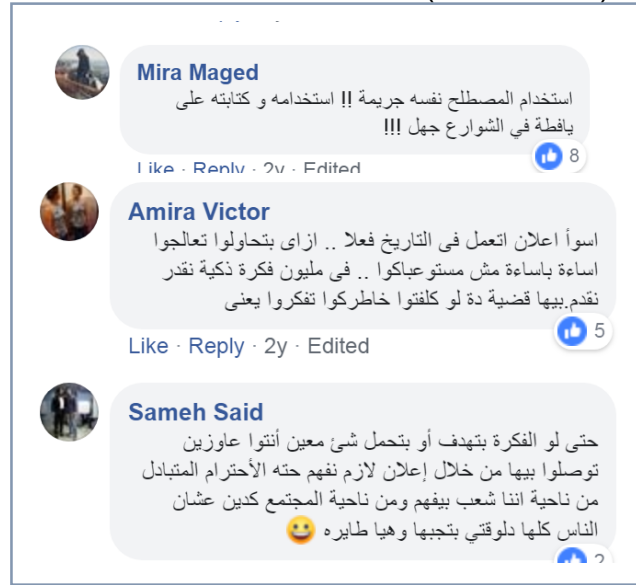 Mira Maged
استخدام المصطلح نفسه جريمة !! استخدامه و كتابته على
يافطة في الشوارع جهل !!!
8
Like · Reply · 2y · Edited
Amira Victor
اسوأ اعلان اتعمل فى التاريخ فعلا .. ازاى بتحاولوا تعالجوا
اساءة باساءة مش مستوعباكوا .. فى مليون فكرة ذكية نقدر
نقدم.بيها قضية دة لو كلفتوا خاطركوا تفكروا يعنى
5
Like · Reply · 2y · Edited
Sameh Said
حتى لو الفكرة بتهدف أو بتحمل شئ معين أنتوا عاوزين
توصلوا بيها من خلال إعلان لازم نفهم حته الأحترام المتبادل
من ناحية اننا شعب بيفهم ومن ناحية المجتمع كدين عشان
الناس كلها دلوقتي بتجبها وهيا طايره 😀
2